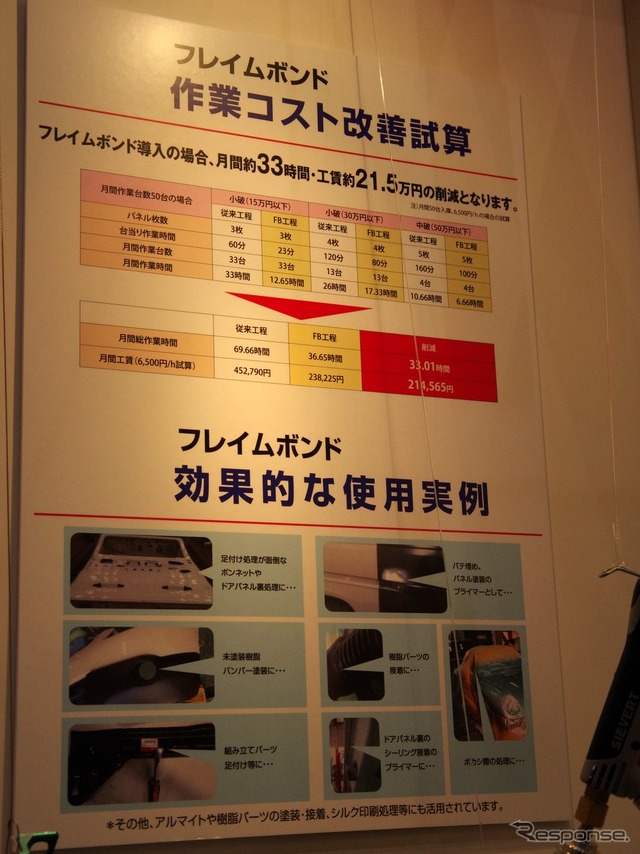 フレイムボンド
作業コスト改善試算
フレイムボンド導入の場合、月間約33時間・工賃約21.5万円の削減となります。
注)月間50台入庫、6,500円/hの場合の試算
月間作業台数50台の場合 小破(15万円以下) 小破(30万円以下) 中破(50万円以下)
従来工程 FB工程 従来工程 FB工程 従来工程 FB工程
パネル枚数 3枚 3枚 4枚 4枚 5枚 5枚
台当り作業時間 60分 23分 120分 80分 160分 100分
月間作業台数 33台 33台 13台 13台 4台 4台
月間作業時間 33時間 12.65時間 26時間 17.33時間 10.66時間 6.66時間
従来工程 FB工程 削減
月間総作業時間 69.66時間 36.65時間 33.01時間
月間工賃(6,500円/h試算) 452,790円 238,225円 214,565円
フレイムボンド
効果的な使用実例
足付け処理が面倒な
ボンネットや
ドアパネル裏処理に・・・
パテ埋め、
パネル塗装の
プライマーとして・・・
未塗装樹脂
バンパー塗装に・・・
樹脂パーツの
接着に・・・
組み立てパーツ
足付け等に・・・
ドアパネル裏の
シーリング接着の
プライマーに・・・
ボカシ際の処理に・・・
*その他、アルマイトや樹脂パーツの塗装・接着、シルク印刷処理等にも活用されています。
SIEVERT
Response.